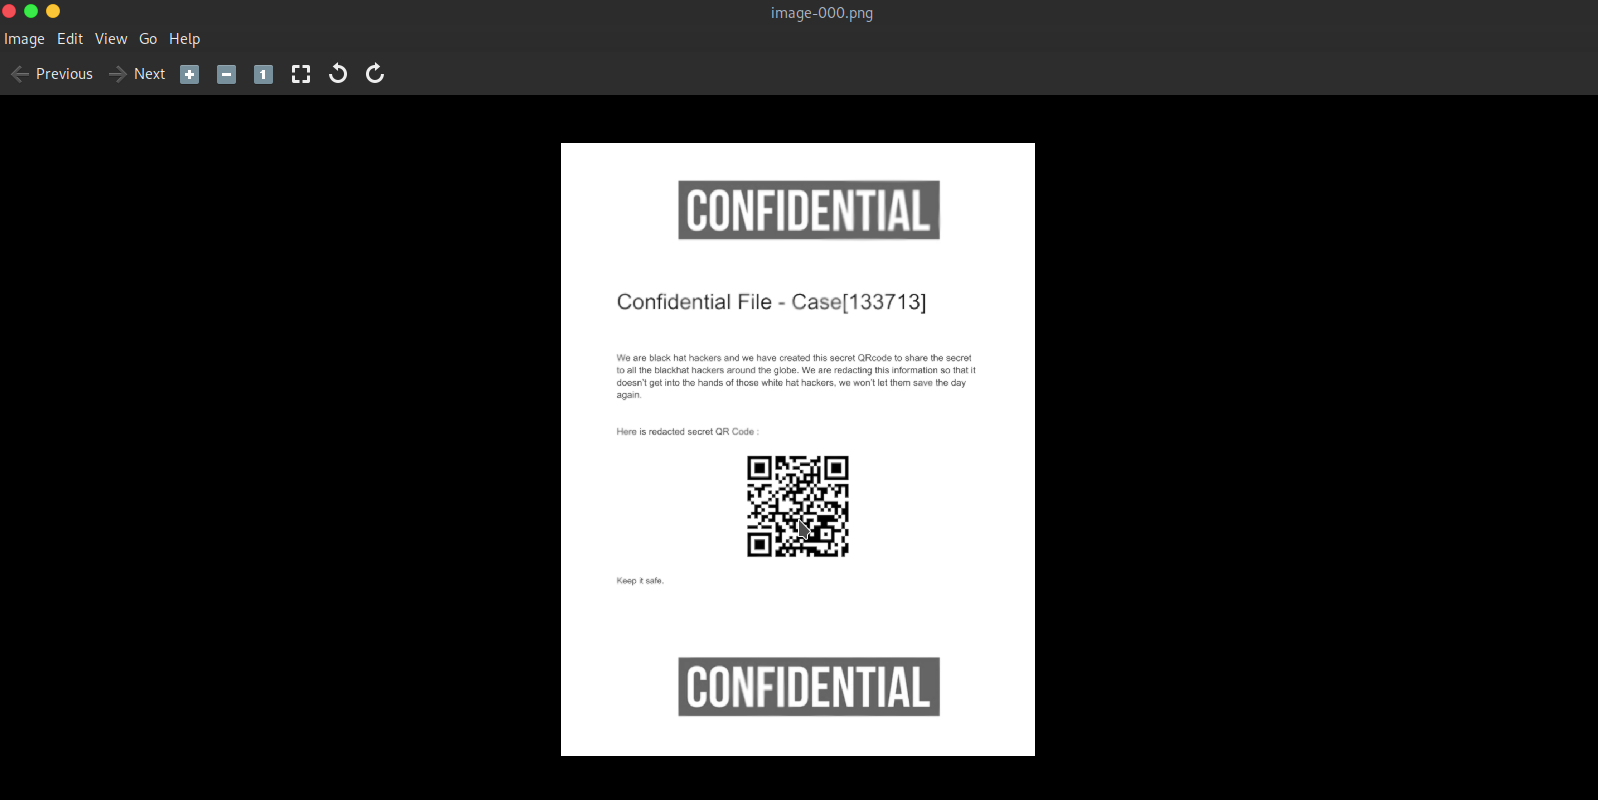 image-000.png
Image Edit View Go Help
Previous Next 1
CONFIDENTIAL
Confidential File - Case[133713]
We are black hat hackers and we have created this secret QRcode to share the secret
to all the blackhat hackers around the globe. We are redacting this information so that it
doesn't get into the hands of those white hat hackers, we won't let them save the day
again.
Here is redacted secret QR Code :
Keep it safe.
CONFIDENTIAL